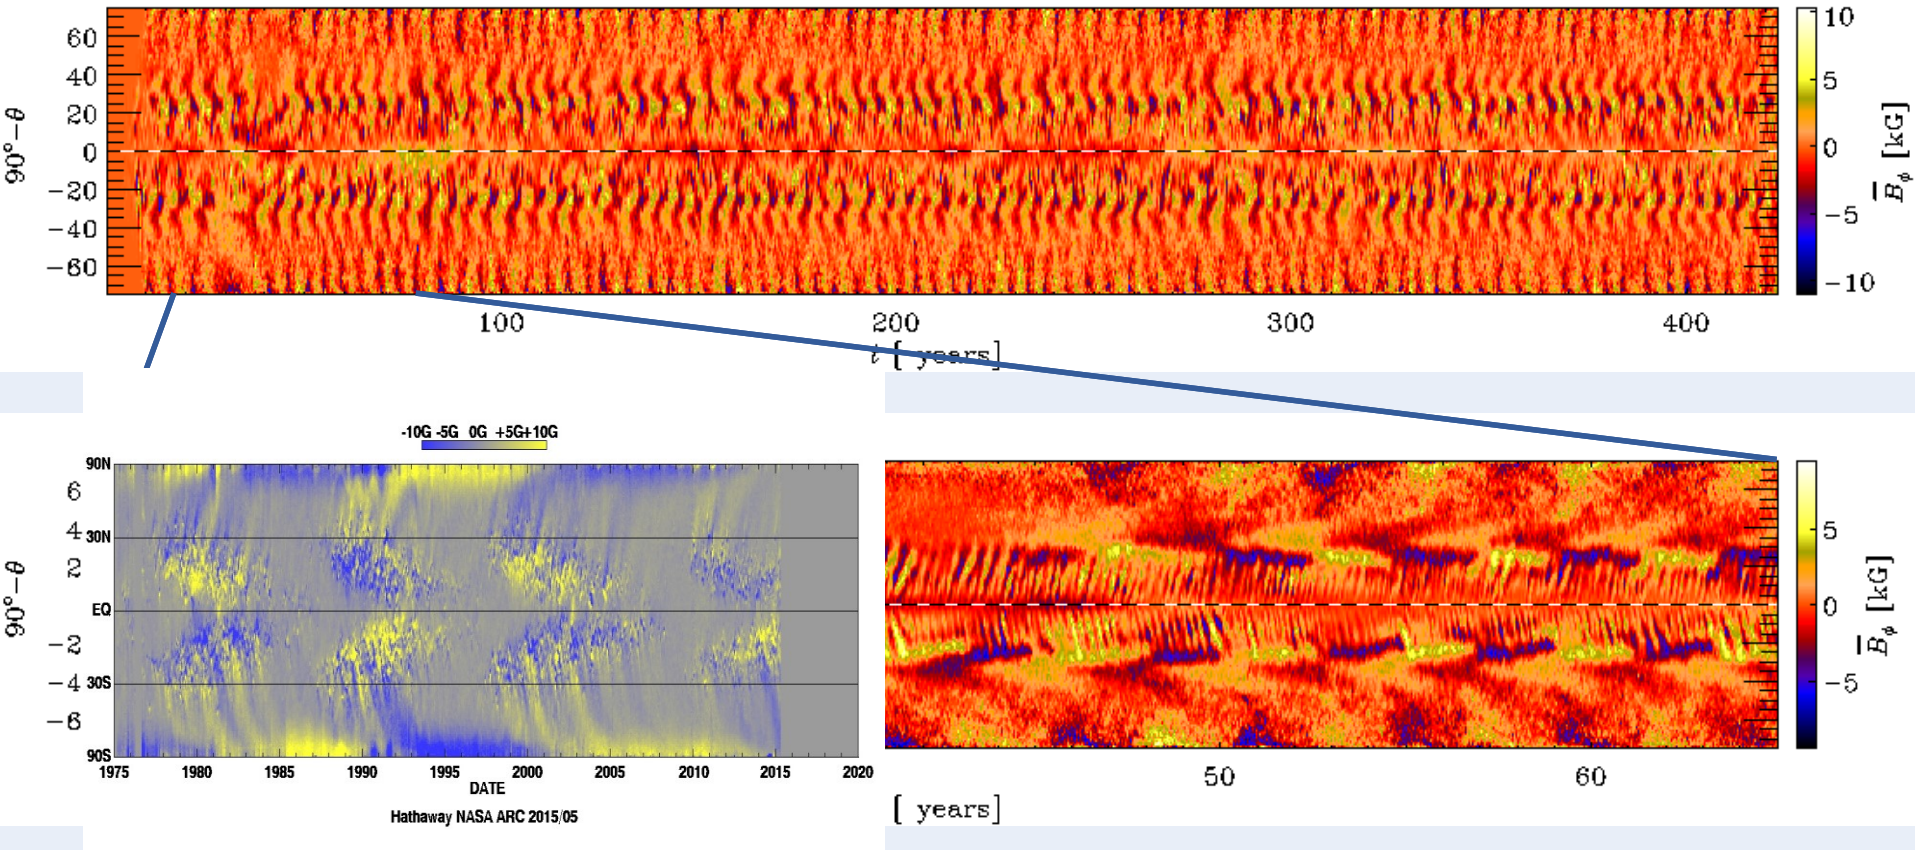 60
40
20
0
−20
−40
−60
90°−θ
10
5
0
−5
−10
B̅ϕ [kG]
100 200 300 400
t [ years]
-10G -5G 0G +5G+10G
90N
30N
EQ
30S
90S
6
4
2
0
−2
−4
−6
90°−θ
1975 1980 1985 1990 1995 2000 2005 2010 2015 2020
DATE
Hathaway NASA ARC 2015/05
5
0
−5
B̅ϕ [kG]
50 60
[ years]